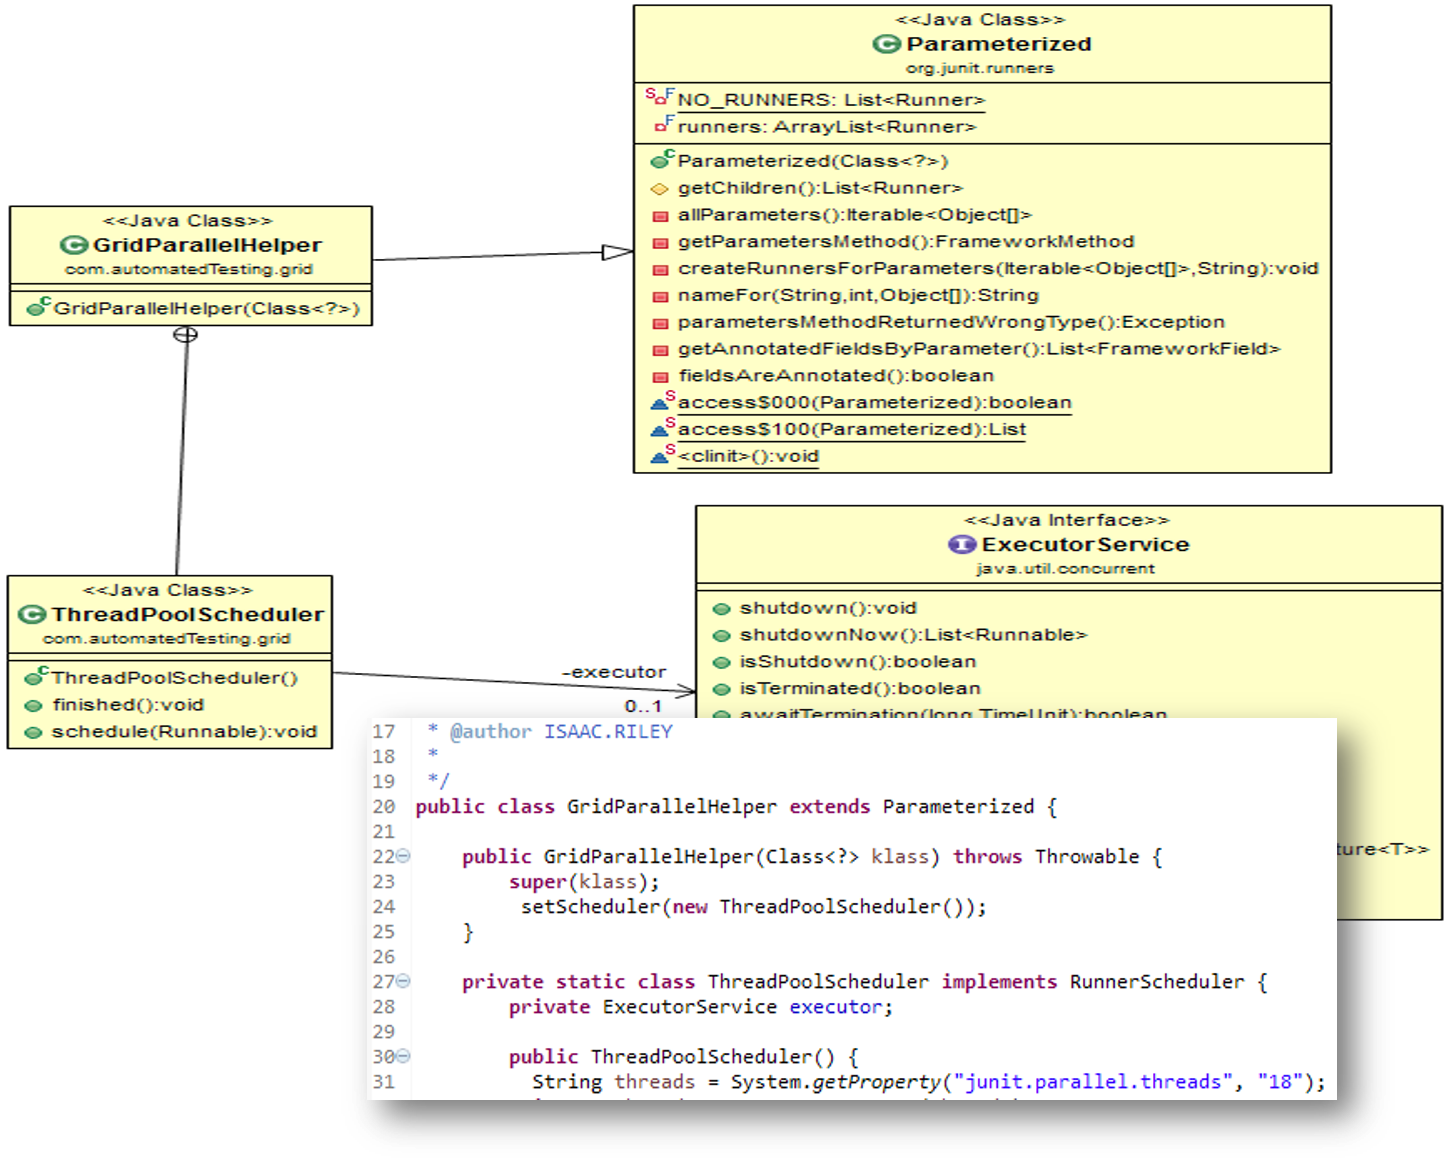 <<Java Class>>
Parameterized
org.junit.runners
NO_RUNNERS: List<Runner>
runners: ArrayList<Runner>
Parameterized(Class<?>)
getChildren():List<Runner>
allParameters():Iterable<Object[]>
getParametersMethod():FrameworkMethod
createRunnersForParameters(Iterable<Object[]>,String):void
nameFor(String,int,Object[]):String
parametersMethodReturnedWrongType():Exception
getAnnotatedFieldsByParameter():List<FrameworkField>
fieldsAreAnnotated():boolean
access$000(Parameterized):boolean
access$100(Parameterized):List
<clinit>():void
<<Java Class>>
GridParallelHelper
com.automatedTesting.grid
GridParallelHelper(Class<?>)
<<Java Class>>
ThreadPoolScheduler
com.automatedTesting.grid
ThreadPoolScheduler()
finished():void
schedule(Runnable):void
-executor
0..1
<<Java Interface>>
ExecutorService
java.util.concurrent
shutdown():void
shutdownNow():List<Runnable>
isShutdown():boolean
isTerminated():boolean
awaitTermination(long,TimeUnit):boolean
ture<T>>
17 * @author ISAAC.RILEY
18 *
19 */
20 public class GridParallelHelper extends Parameterized {
21
22 public GridParallelHelper(Class<?> klass) throws Throwable {
23 super(klass);
24 setScheduler(new ThreadPoolScheduler());
25 }
26
27 private static class ThreadPoolScheduler implements RunnerScheduler {
28 private ExecutorService executor;
29
30 public ThreadPoolScheduler() {
31 String threads = System.getProperty("junit.parallel.threads", "18");